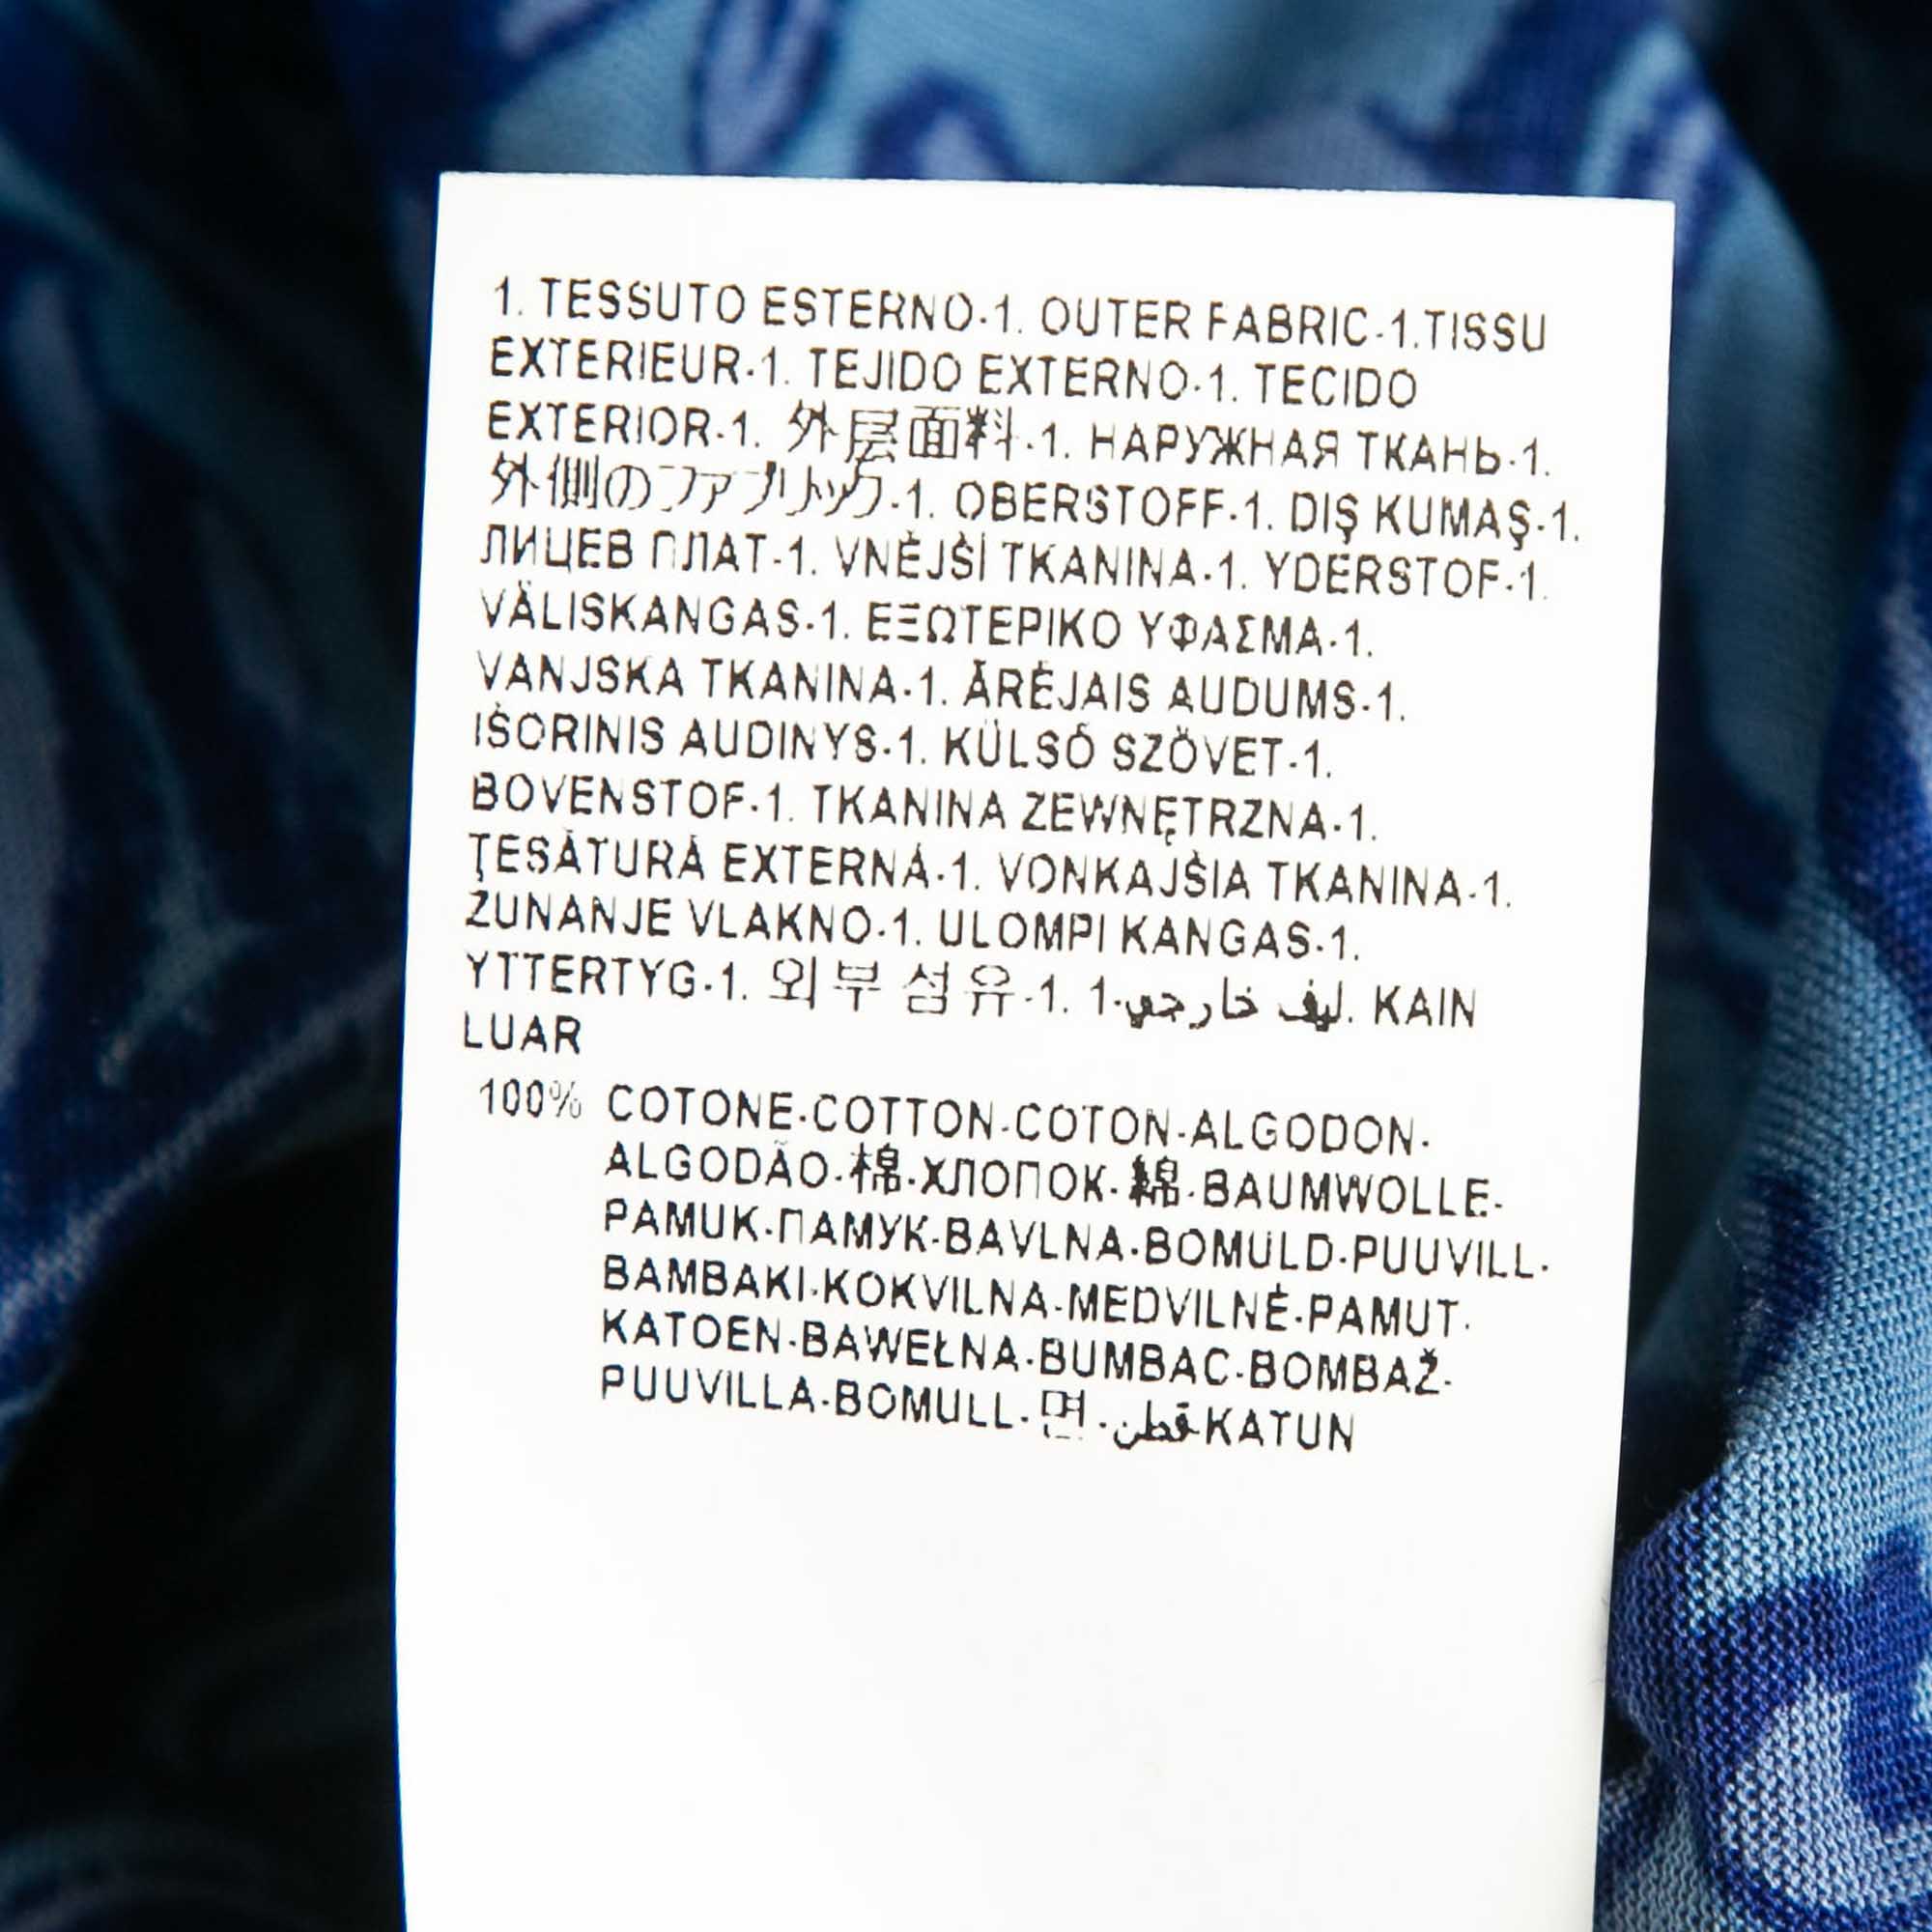 1. TESSUTO ESTERNO-1. OUTER FABRIC-1.TISSU
EXTERIEUR-1. TEJIDO EXTERNO-1. TECIDO
EXTERIOR-1. 外层面料-1. НАРУЖНАЯ ТКАНЬ-1.
外側のファブリック-1. OBERSTOFF-1. DIŞ KUMAŞ-1.
ЛИЦЕВ ПЛАТ-1. VNĚJŠÍ TKANINA-1. YDERSTOF-1.
VÄLISKANGAS-1. ΕΞΩΤΕΡΙΚΟ ΥΦΑΣΜΑ-1.
VANJSKA TKANINA-1. ĀRĒJAIS AUDUMS-1.
IŠORINIS AUDINYS-1. KÜLSŐ SZÖVET-1.
BOVENSTOF-1. TKANINA ZEWNĘTRZNA-1.
ŢESĂTURĂ EXTERNĂ-1. VONKAJŠIA TKANINA-1.
ZUNANJE VLAKNO-1. ULOMPI KANGAS-1.
YTTERTYG-1. 외부 섬유-1. 1-ليف خارجي. KAIN
LUAR
100% COTONE-COTTON-COTON-ALGODON-
ALGODÃO-棉-ХЛОПОК-綿-BAUMWOLLE-
PAMUK-ПАМУК-BAVLNA-BOMULD-PUUVILL-
BAMBAKI-KOKVILNA-MEDVILNĖ-PAMUT-
KATOEN-BAWEŁNA-BUMBAC-BOMBAŽ-
PUUVILLA-BOMULL-면-قطن-KATUN